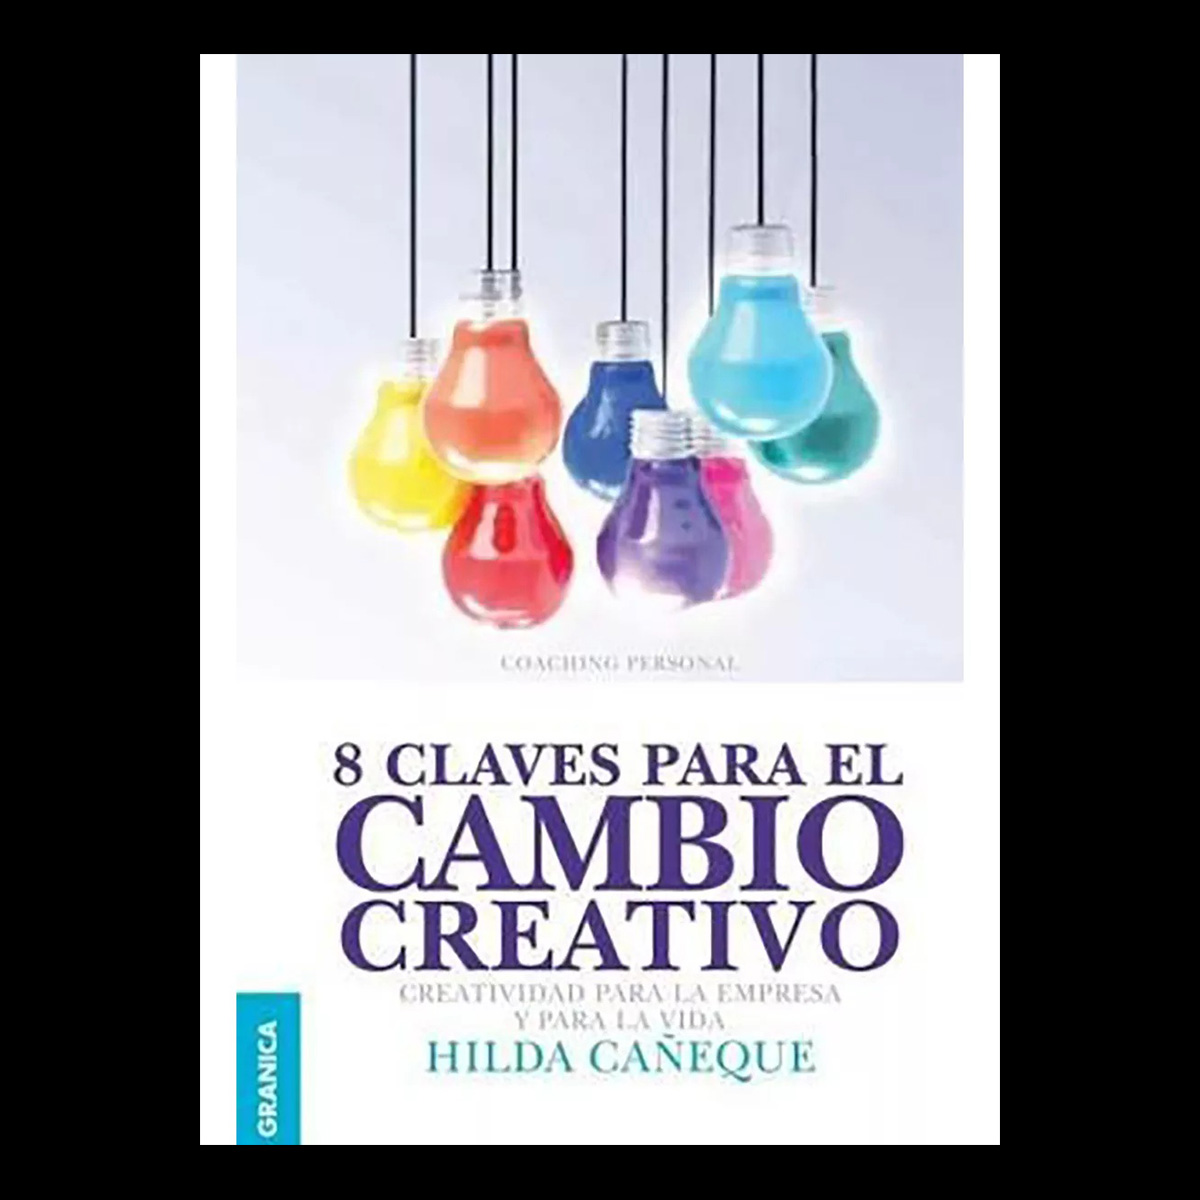 COACHING PERSONAL
8 CLAVES PARA EL
CAMBIO
CREATIVO
CREATIVIDAD PARA LA EMPRESA
Y PARA LA VIDA
HILDA CAÑEQUE
GRANICA